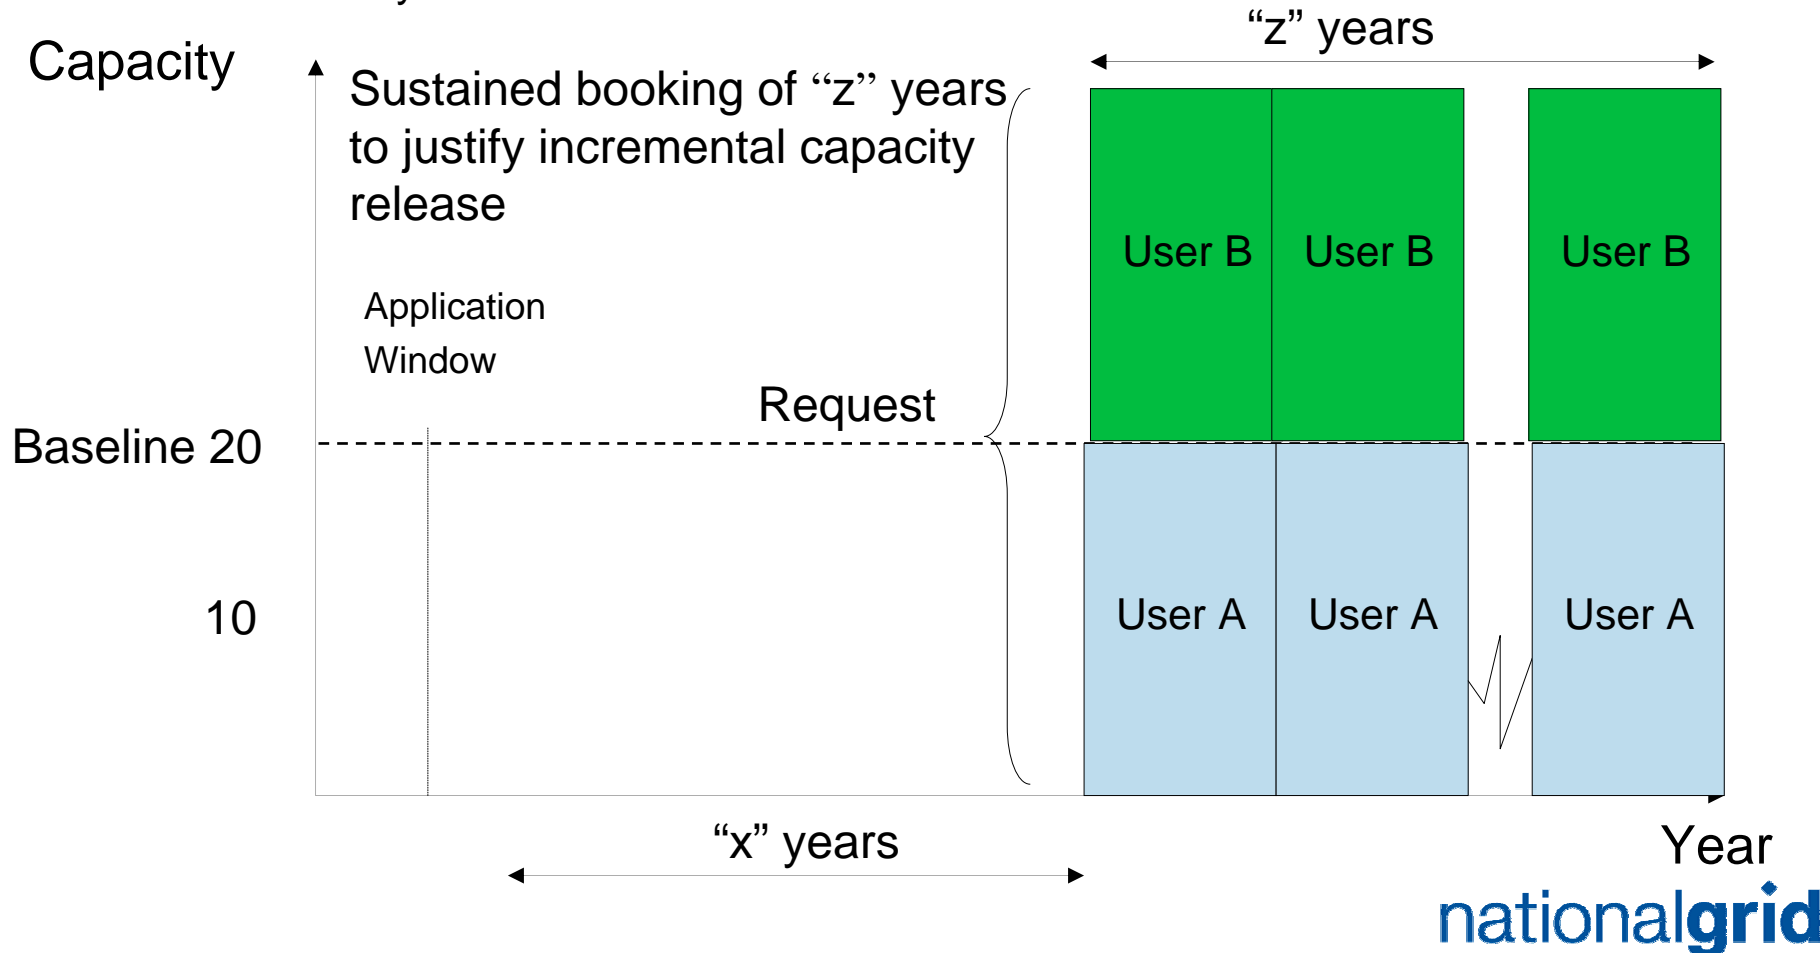 “z” years
Capacity
Sustained booking of “z” years
to justify incremental capacity
release
User B
User B
User B
Application
Window
Request
Baseline 20
10
User A
User A
User A
“x” years
Year
nationalgrid